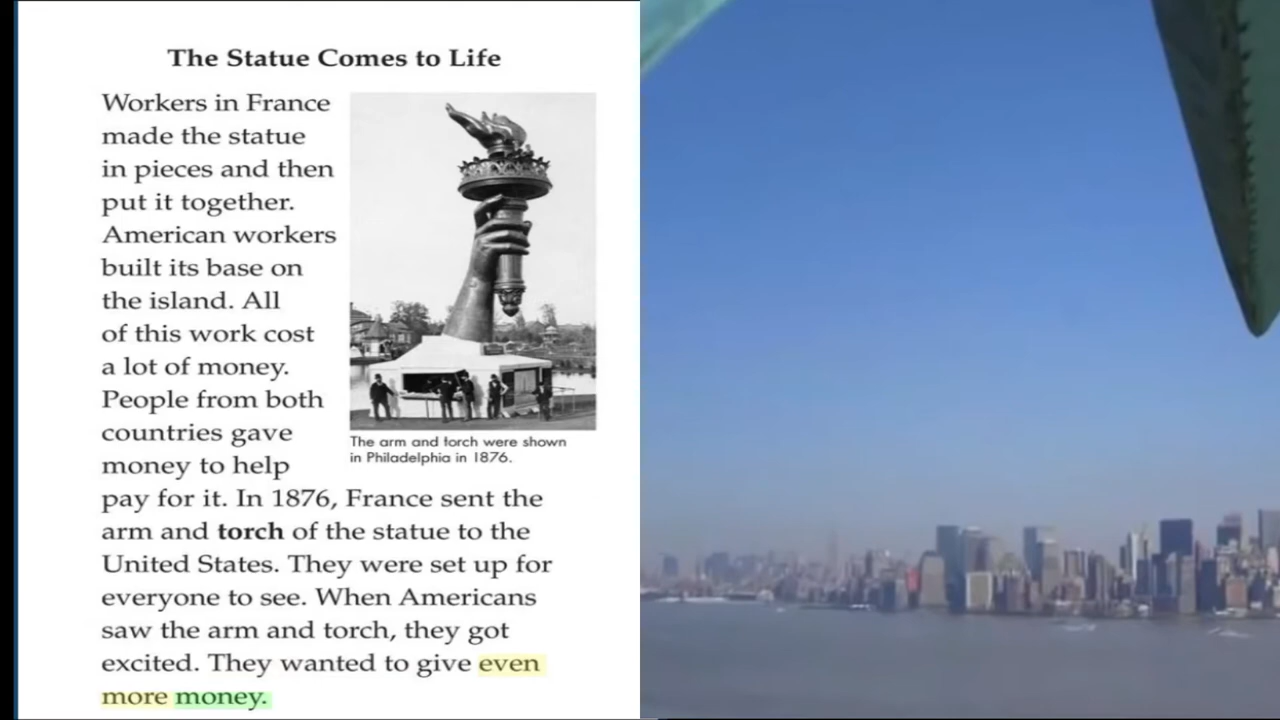 The Statue Comes to Life
Workers in France
made the statue
in pieces and then
put it together.
American workers
built its base on
the island. All
of this work cost
a lot of money.
People from both
countries gave
money to help
pay for it. In 1876, France sent the
arm and torch of the statue to the
United States. They were set up for
everyone to see. When Americans
saw the arm and torch, they got
excited. They wanted to give even
more money.
The arm and torch were shown
in Philadelphia in 1876.